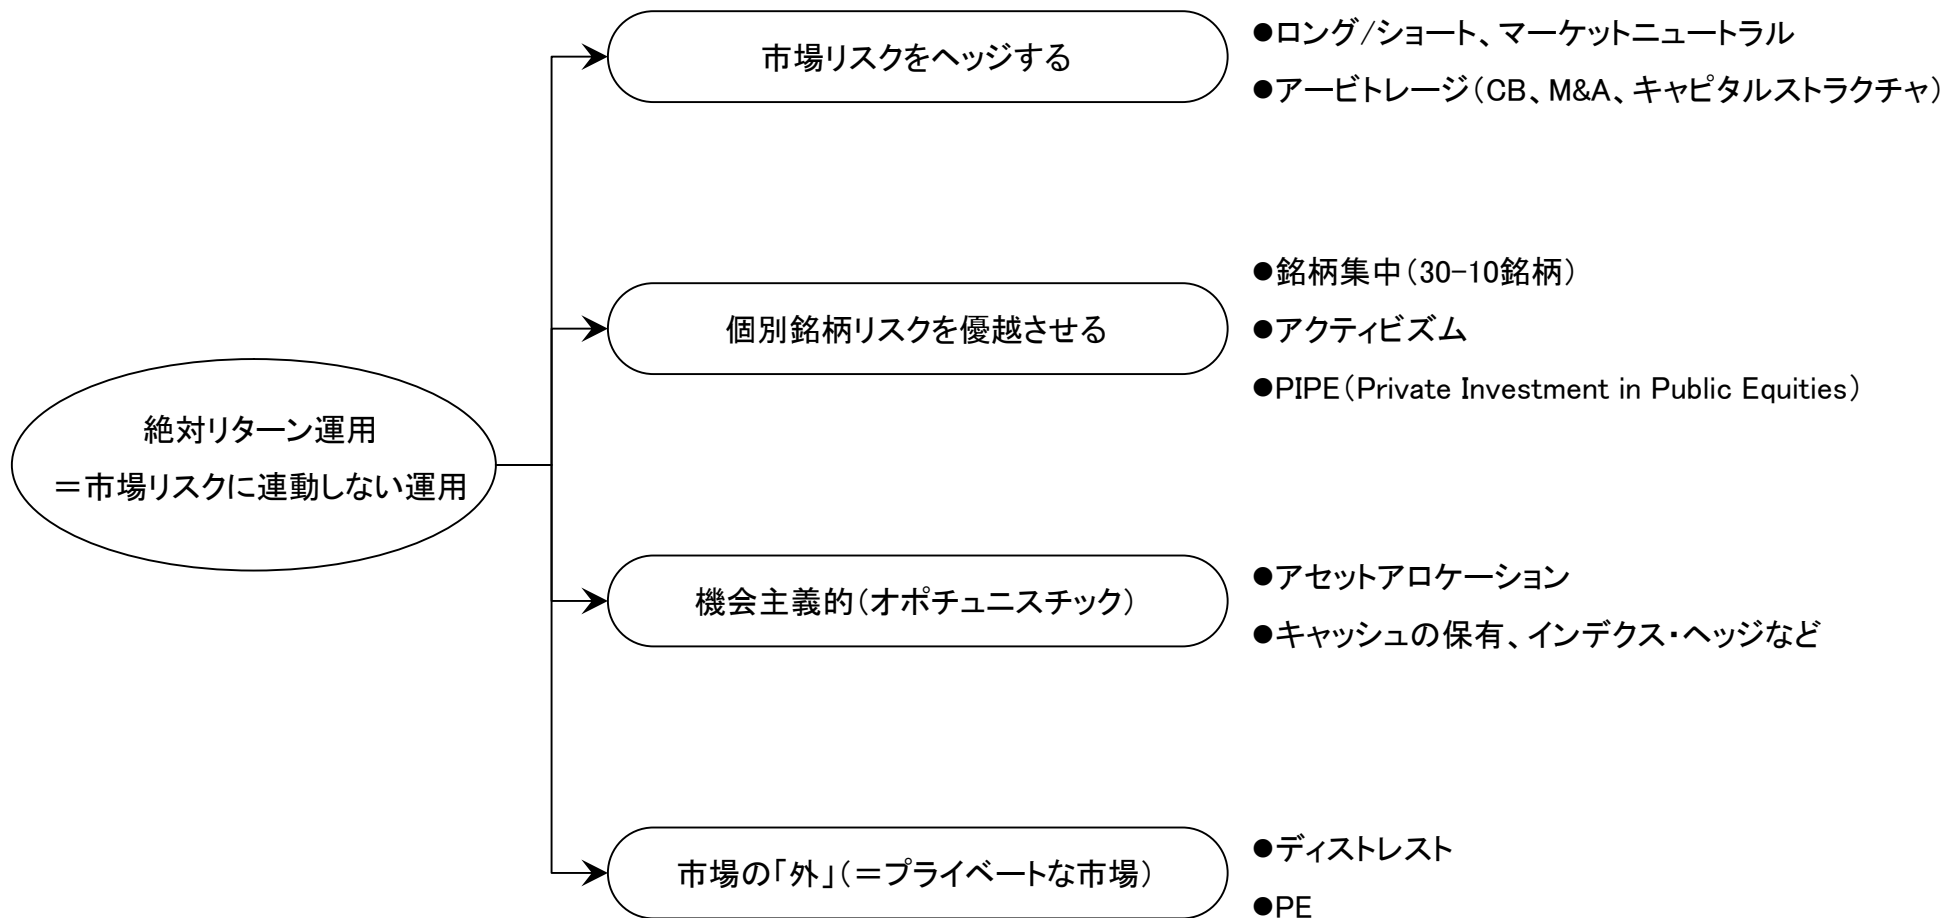 市場リスクをヘッジする
●ロング/ショート、マーケットニュートラル
●アービトレージ(CB、M&A、キャピタルストラクチャ)
個別銘柄リスクを優越させる
●銘柄集中(30-10銘柄)
●アクティビズム
●PIPE(Private Investment in Public Equities)
絶対リターン運用
=市場リスクに連動しない運用
機会主義的(オポチュニスチック)
●アセットアロケーション
●キャッシュの保有、インデクス・ヘッジなど
市場の「外」(=プライベートな市場)
●ディストレスト
●PE